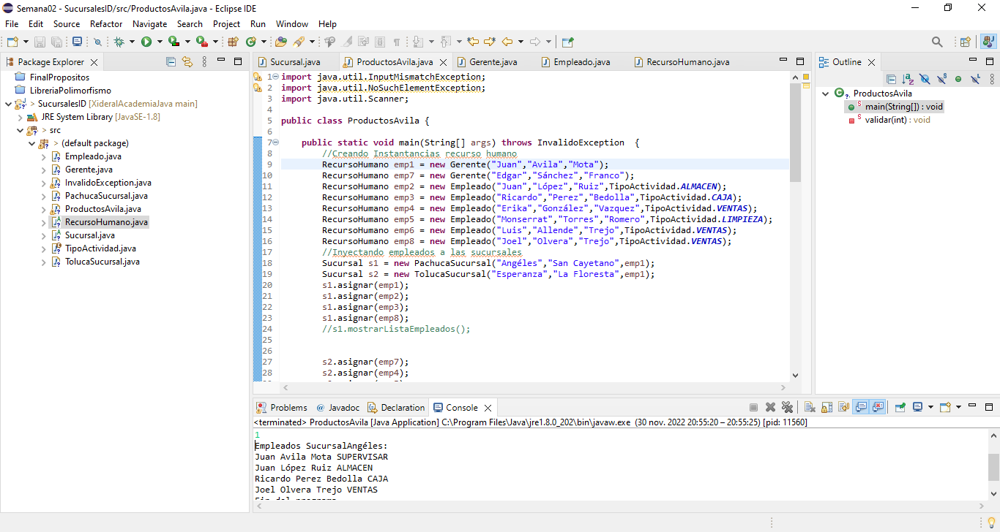 Semana02 - SucursalesID/src/ProductosAvila.java - Eclipse IDE
File Edit Source Refactor Navigate Search Project Run Window Help
Package Explorer
FinalPropositos
LibreriaPolimorfismo
> SucursalesID [XideralAcademiaJava main]
JRE System Library [JavaSE-1.8]
> src
> (default package)
Empleado.java
Gerente.java
InvalidoException.java
PachucaSucursal.java
ProductosAvila.java
RecursoHumano.java
Sucursal.java
TipoActividad.java
TolucaSucursal.java
Sucursal.java ProductosAvila.java Gerente.java Empleado.java RecursoHumano.java
1 import java.util.InputMismatchException;
2 import java.util.NoSuchElementException;
3 import java.util.Scanner;
4
5 public class ProductosAvila {
6
7 public static void main(String[] args) throws InvalidoException {
8 //Creando Instantancias recurso humano
9 RecursoHumano emp1 = new Gerente("Juan","Avila","Mota");
10 RecursoHumano emp7 = new Gerente("Edgar","Sánchez","Franco");
11 RecursoHumano emp2 = new Empleado("Juan","López","Ruiz",TipoActividad.ALMACEN);
12 RecursoHumano emp3 = new Empleado("Ricardo","Perez","Bedolla",TipoActividad.CAJA);
13 RecursoHumano emp4 = new Empleado("Erika","González","Vazquez",TipoActividad.VENTAS);
14 RecursoHumano emp5 = new Empleado("Monserrat","Torres","Romero",TipoActividad.LIMPIEZA);
15 RecursoHumano emp6 = new Empleado("Luis","Allende","Trejo",TipoActividad.VENTAS);
16 RecursoHumano emp8 = new Empleado("Joel","Olvera","Trejo",TipoActividad.VENTAS);
17 //Inyectando empleados a las sucursales
18 Sucursal s1 = new PachucaSucursal("Angéles","San Cayetano",emp1);
19 Sucursal s2 = new TolucaSucursal("Esperanza","La Floresta",emp1);
20 s1.asignar(emp1);
21 s1.asignar(emp2);
22 s1.asignar(emp3);
23 s1.asignar(emp8);
24 //s1.mostrarListaEmpleados();
25
26
27 s2.asignar(emp7);
28 s2.asignar(emp4);
Outline
ProductosAvila
main(String[]) : void
validar(int) : void
Problems Javadoc Declaration Console
<terminated> ProductosAvila [Java Application] C:\Program Files\Java\jre1.8.0_202\bin\javaw.exe (30 nov. 2022 20:55:20 – 20:55:25) [pid: 11560]
1
Empleados SucursalAngéles:
Juan Avila Mota SUPERVISAR
Juan López Ruiz ALMACEN
Ricardo Perez Bedolla CAJA
Joel Olvera Trejo VENTAS
Fin del programa